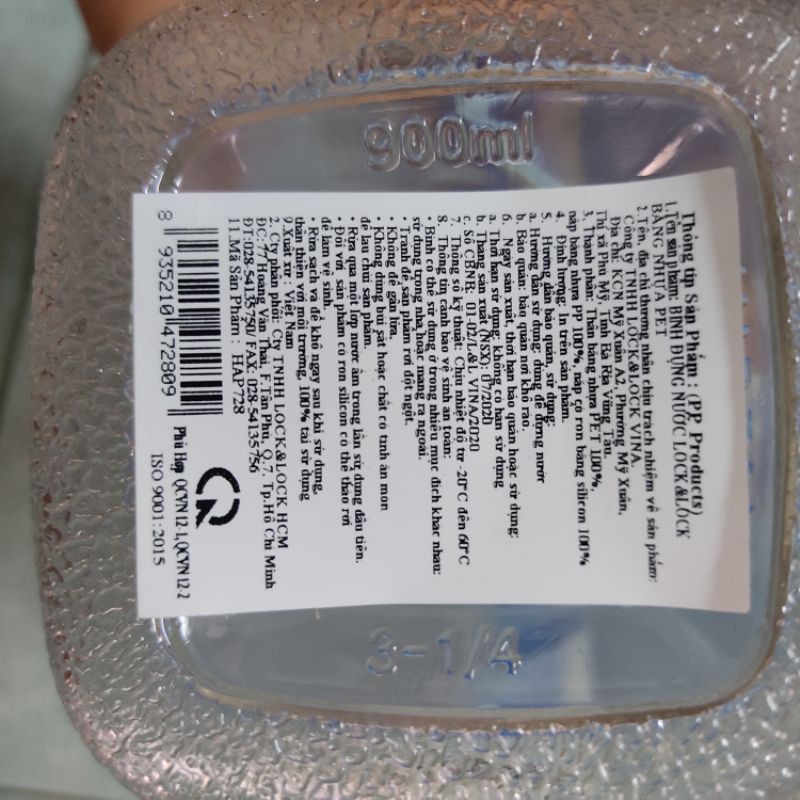 900ml
Thông tin Sản Phẩm : (PP Products)
1.Tên sản phẩm: BÌNH ĐỰNG NƯỚC LOCK&LOCK
BẰNG NHỰA PET
2.Tên, địa chỉ thương nhân chịu trách nhiệm về sản phẩm:
Công ty TNHH LOCK&LOCK VINA.
Địa chỉ: KCN Mỹ Xuân A2, Phường Mỹ Xuân,
Thị xã Phú Mỹ, Tỉnh Bà Rịa Vũng Tàu.
3. Thành phần: Thân bằng nhựa PET 100%,
nắp bằng nhựa PP 100%, nắp có ron bằng silicon 100%
4. Định lượng: In trên sản phẩm.
5. Hướng dẫn bảo quản, sử dụng:
a. Hướng dẫn sử dụng: dùng để đựng nước
b. Bảo quản: bảo quản nơi khô ráo.
6. Ngày sản xuất, thời hạn bảo quản hoặc sử dụng:
a. Thời hạn sử dụng: không có hạn sử dụng
b. Tháng sản xuất (NSX): 07/2020
c. Số CBNB: 01-02/L&L VINA/2020
7. Thông số kỹ thuật: Chịu nhiệt độ từ -20°C đến 60°C
8. Thông tin cảnh báo vệ sinh an toàn:
• Bình có thể sử dụng ở trong nhiều mục đích khác nhau:
sử dụng trong nhà hoặc mang ra ngoài.
• Tránh để sản phẩm rơi đột ngột.
• Không để gần lửa.
• Không dùng bùi sắt hoặc chất có tính ăn mòn
để lau chùi sản phẩm.
• Rửa qua một lớp nước ấm trong lần sử dụng đầu tiên.
• Đối với sản phẩm có ron silicon có thể tháo rời
để làm vệ sinh.
• Rửa sạch và để khô ngay sau khi sử dụng,
thân thiện với môi trường, 100% tái sử dụng
9.Xuất xứ : Việt Nam
2. Cty phân phối: Cty TNHH LOCK&LOCK HCM
ĐC:77 Hoàng Văn Thái, F.Tân Phú, Q.7, Tp.Hồ Chí Minh
ĐT:028-54135750 FAX: 028-54135756
11.Mã Sản Phẩm : HAP 728
8 935210 472809
Phù Hợp QCVN 12-1,QCVN 12 2
ISO 9001:2015
3-1/4